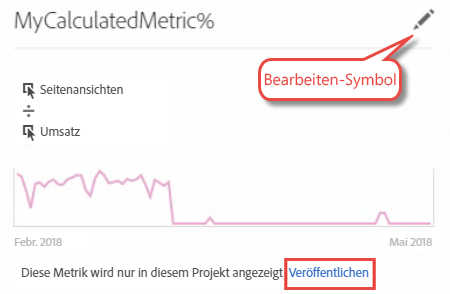 MyCalculatedMetric%
Bearbeiten-Symbol
Seitenansichten
÷
Umsatz
Febr. 2018 Mai 2018
Diese Metrik wird nur in diesem Projekt angezeigt Veröffentlichen